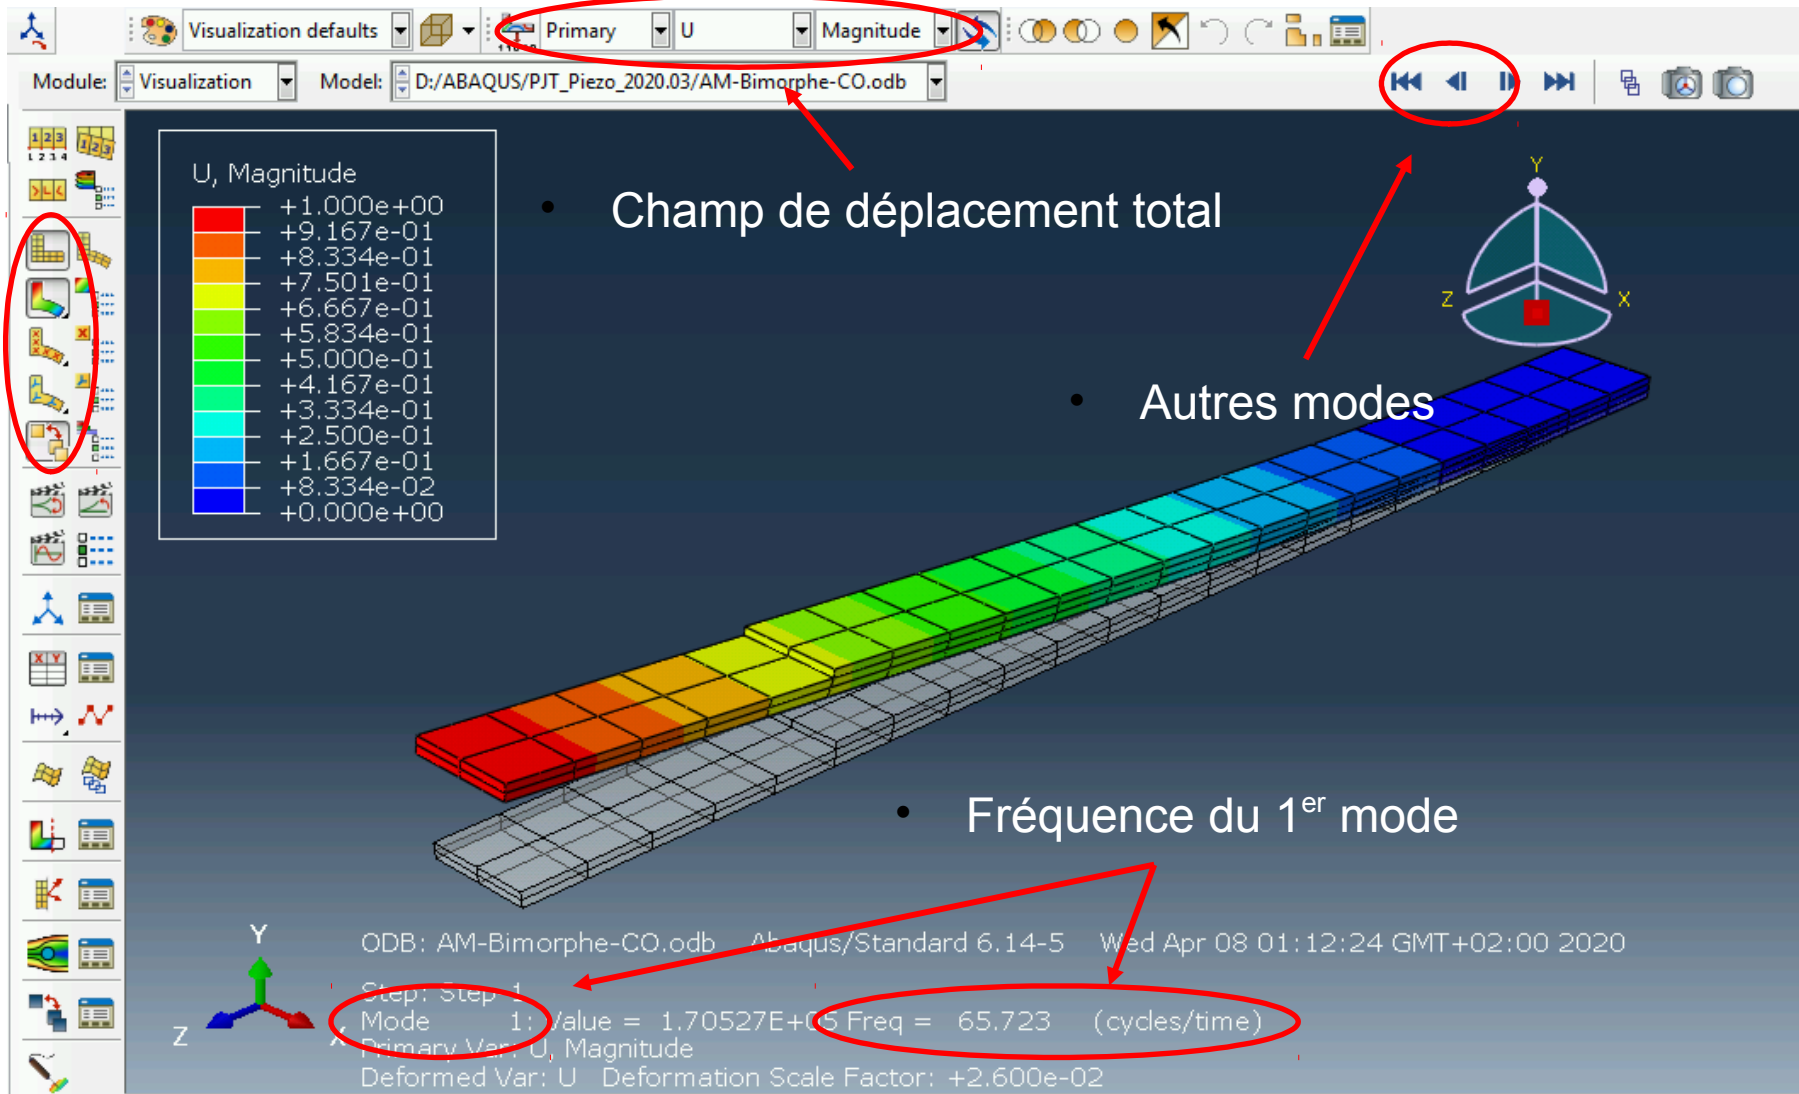 Visualization defaults Primary U Magnitude
Module: Visualization Model: D:/ABAQUS/PJT_Piezo_2020.03/AM-Bimorphe-CO.odb
U, Magnitude
+1.000e+00
+9.167e-01
+8.334e-01
+7.501e-01
+6.667e-01
+5.834e-01
+5.000e-01
+4.167e-01
+3.334e-01
+2.500e-01
+1.667e-01
+8.334e-02
+0.000e+00
• Champ de déplacement total
Y
Z X
• Autres modes
• Fréquence du 1er mode
Y
Z X
ODB: AM-Bimorphe-CO.odb Abaqus/Standard 6.14-5 Wed Apr 08 01:12:24 GMT+02:00 2020
Step: Step-1
Mode 1: Value = 1.70527E+05 Freq = 65.723 (cycles/time)
Primary Var: U, Magnitude
Deformed Var: U Deformation Scale Factor: +2.600e-02